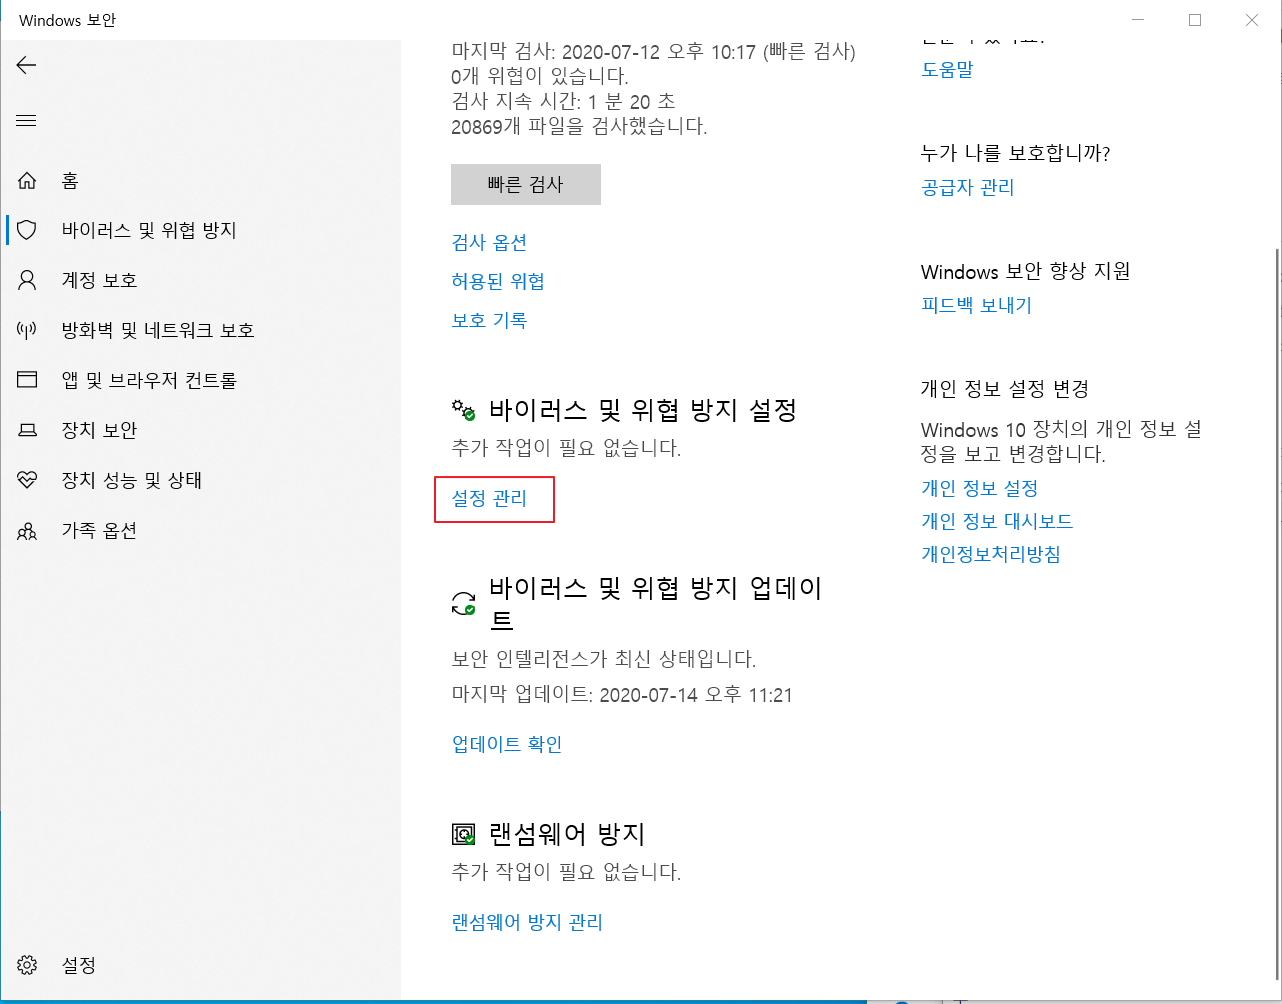 Windows 보안
홈
바이러스 및 위협 방지
계정 보호
방화벽 및 네트워크 보호
앱 및 브라우저 컨트롤
장치 보안
장치 성능 및 상태
가족 옵션
설정
마지막 검사: 2020-07-12 오후 10:17 (빠른 검사)
0개 위협이 있습니다.
검사 지속 시간: 1 분 20 초
20869개 파일을 검사했습니다.
빠른 검사
검사 옵션
허용된 위협
보호 기록
바이러스 및 위협 방지 설정
추가 작업이 필요 없습니다.
설정 관리
바이러스 및 위협 방지 업데이
트
보안 인텔리전스가 최신 상태입니다.
마지막 업데이트: 2020-07-14 오후 11:21
업데이트 확인
랜섬웨어 방지
추가 작업이 필요 없습니다.
랜섬웨어 방지 관리
도움말
누가 나를 보호합니까?
공급자 관리
Windows 보안 향상 지원
피드백 보내기
개인 정보 설정 변경
Windows 10 장치의 개인 정보 설
정을 보고 변경합니다.
개인 정보 설정
개인 정보 대시보드
개인정보처리방침